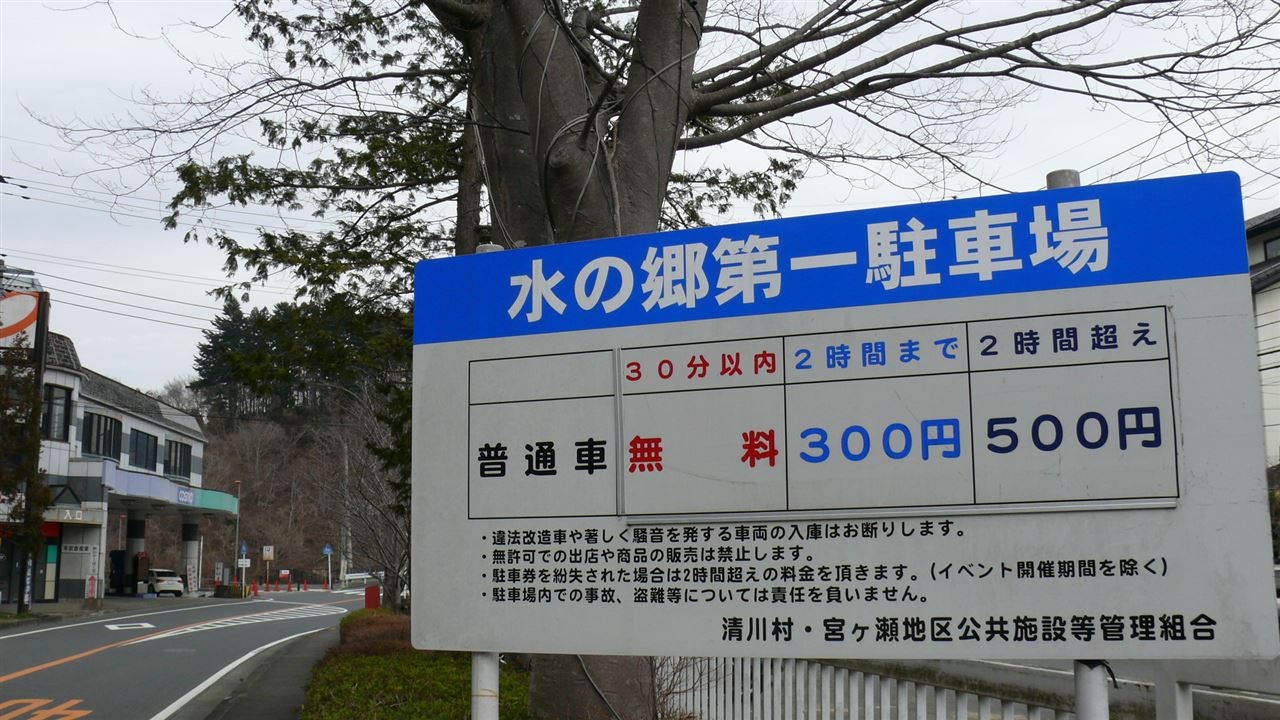 水の郷第一駐車場
30分以内 2時間まで 2時間超え
普通車 無料 300円 500円
・違法改造車や著しく騒音を発する車両の入庫はお断りします。
・無許可での出店や商品の販売は禁止します。
・駐車券を紛失された場合は2時間超えの料金を頂きます。(イベント開催期間を除く)
・駐車場内での事故、盗難等については責任を負いません。
清川村・宮ヶ瀬地区公共施設等管理組合
COSMO
入口